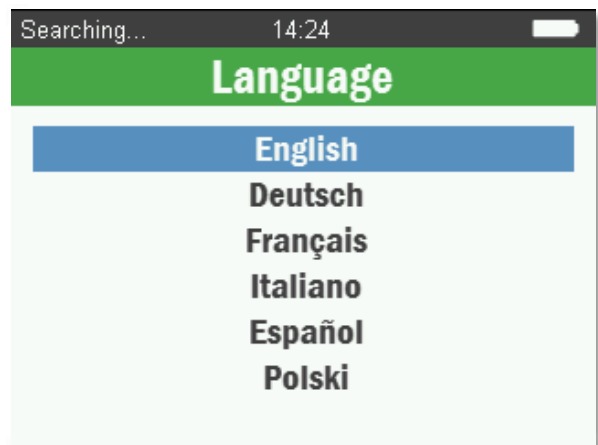 Searching... 14:24
Language
English
Deutsch
Français
Italiano
Español
Polski